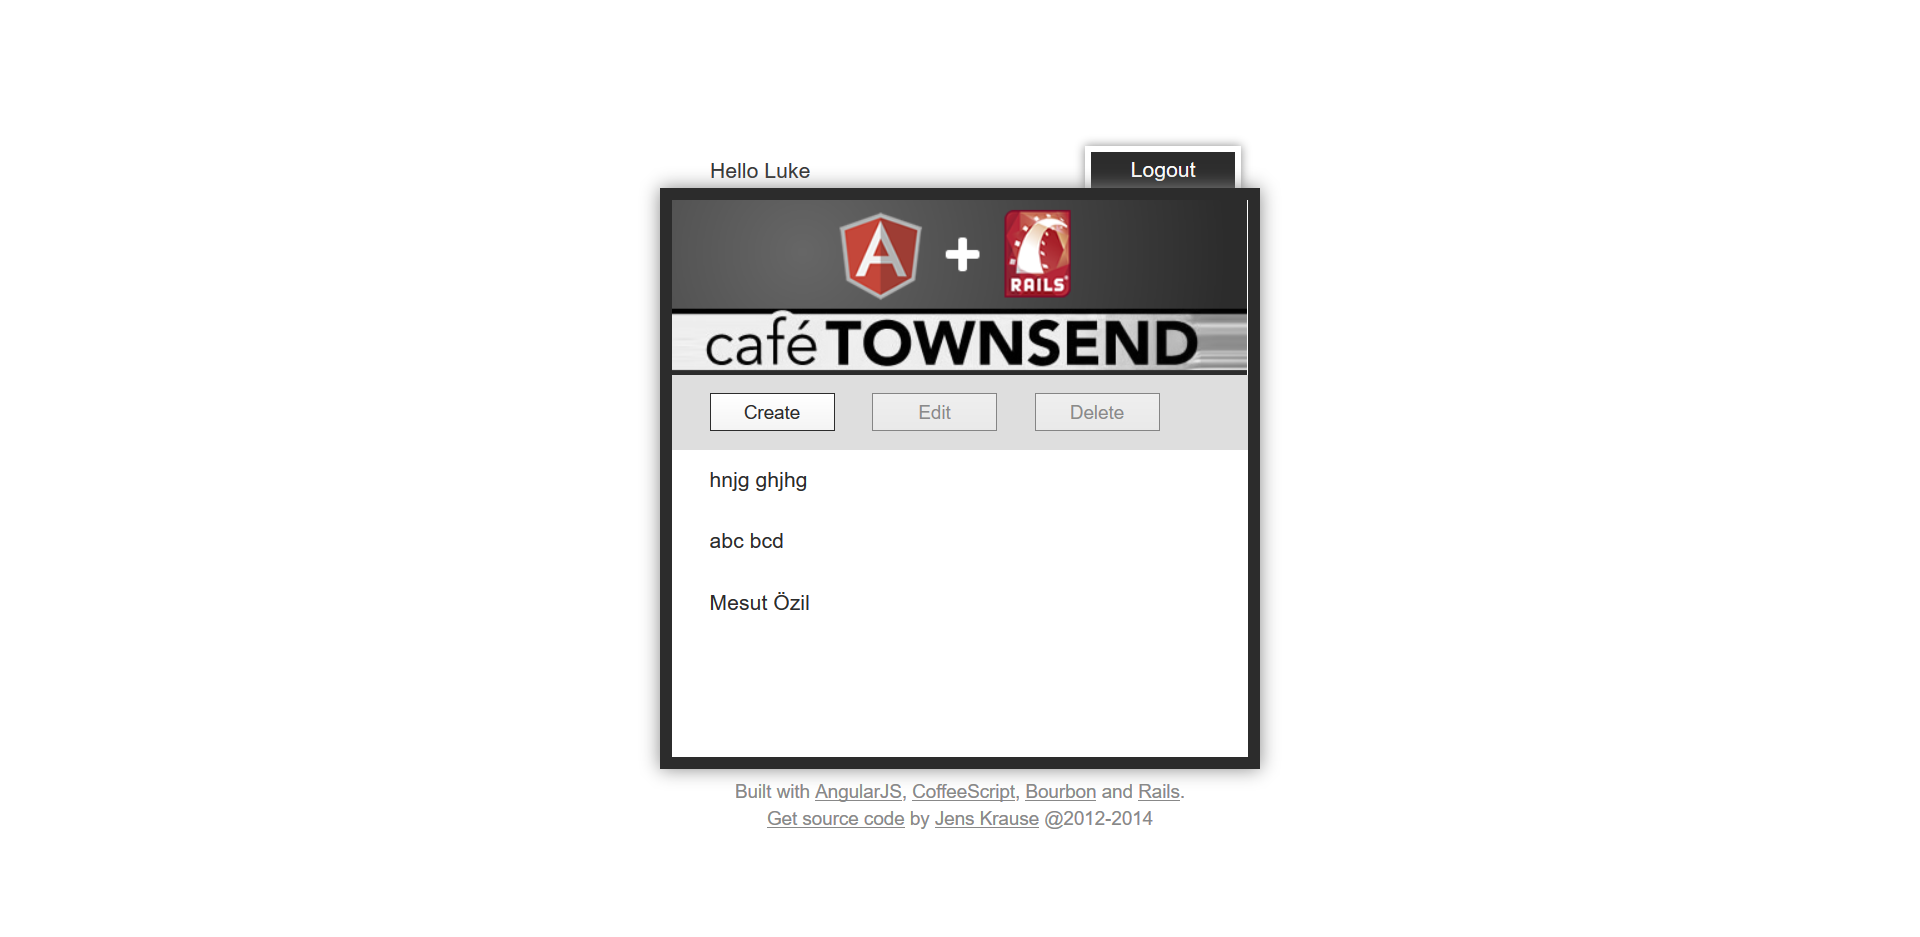 Hello Luke
Logout
A
RAILS
café TOWNSEND
Create
Edit
Delete
hnjg ghjhg
abc bcd
Mesut Özil
Built with AngularJS, CoffeeScript, Bourbon and Rails.
Get source code by Jens Krause @2012-2014